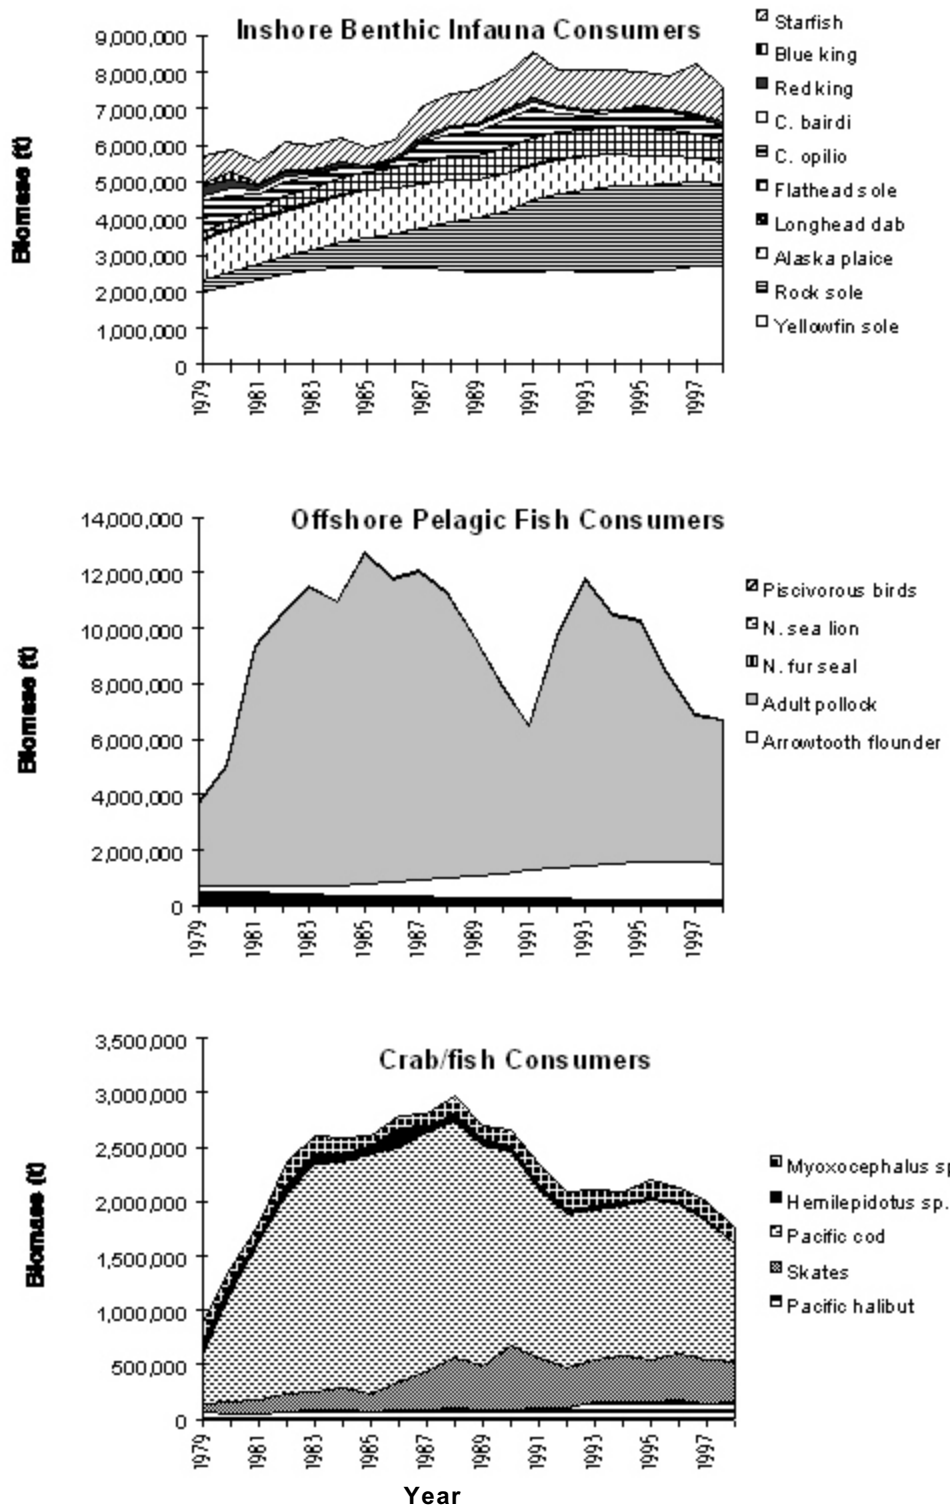 Inshore Benthic Infauna Consumers
9,000,000
8,000,000
7,000,000
6,000,000
5,000,000
4,000,000
3,000,000
2,000,000
1,000,000
0
Biomass (t)
1979
1981
1983
1985
1987
1989
1991
1993
1995
1997
Starfish
Blue king
Red king
C. bairdi
C. opilio
Flathead sole
Longhead dab
Alaska plaice
Rock sole
Yellowfin sole
Offshore Pelagic Fish Consumers
14,000,000
12,000,000
10,000,000
8,000,000
6,000,000
4,000,000
2,000,000
0
Biomass (t)
1979
1981
1983
1985
1987
1989
1991
1993
1995
1997
Piscivorous birds
N. sea lion
N. fur seal
Adult pollock
Arrowtooth flounder
Crab/fish Consumers
3,500,000
3,000,000
2,500,000
2,000,000
1,500,000
1,000,000
500,000
0
Biomass (t)
1979
1981
1983
1985
1987
1989
1991
1993
1995
1997
Myoxocephalus sp
Hemilepidotus sp.
Pacific cod
Skates
Pacific halibut
Year